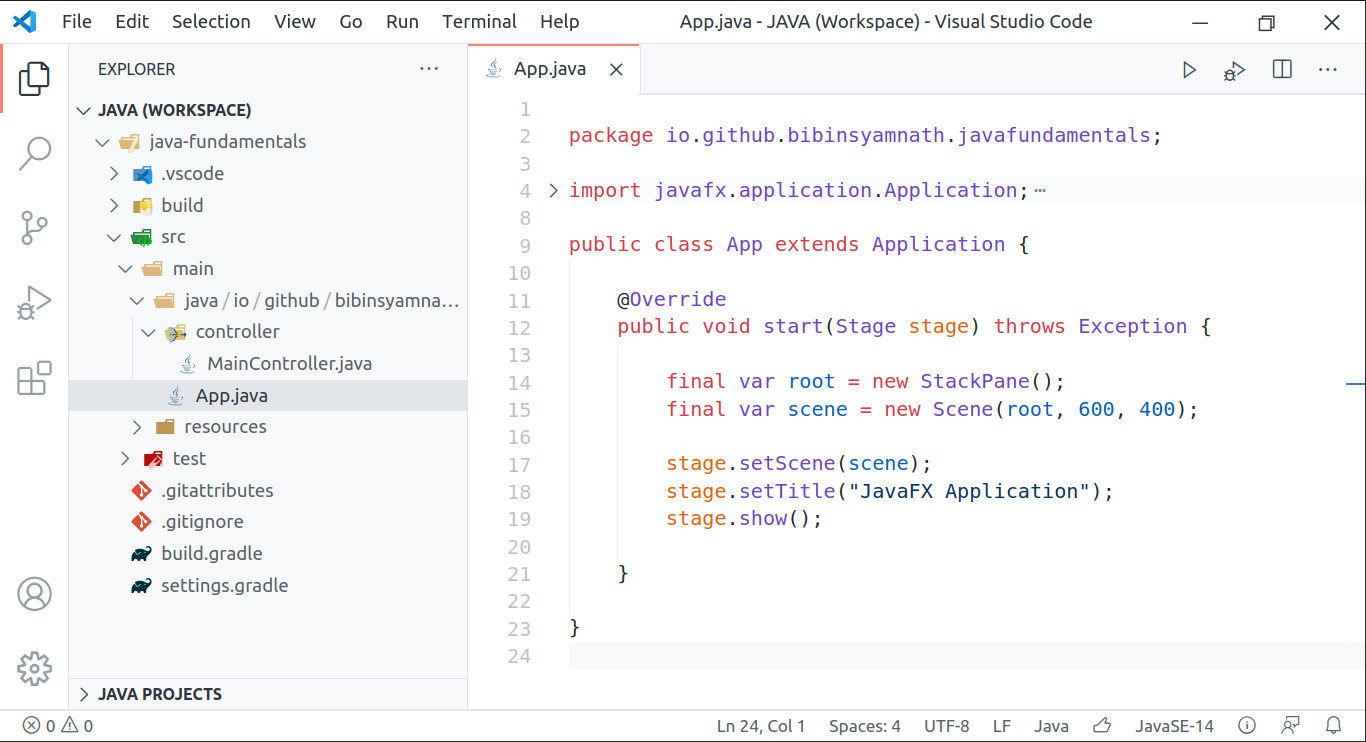 File Edit Selection View Go Run Terminal Help App.java - JAVA (Workspace) - Visual Studio Code
EXPLORER ···
App.java
JAVA (WORKSPACE)
java-fundamentals
.vscode
build
src
main
java / io / github / bibinsyamna...
controller
MainController.java
App.java
resources
test
.gitattributes
.gitignore
build.gradle
settings.gradle
JAVA PROJECTS
1
2 package io.github.bibinsyamnath.javafundamentals;
3
4 import javafx.application.Application;···
8
9 public class App extends Application {
10
11 @Override
12 public void start(Stage stage) throws Exception {
13
14 final var root = new StackPane();
15 final var scene = new Scene(root, 600, 400);
16
17 stage.setScene(scene);
18 stage.setTitle("JavaFX Application");
19 stage.show();
20
21 }
22
23 }
24
0 0 Ln 24, Col 1 Spaces: 4 UTF-8 LF Java JavaSE-14